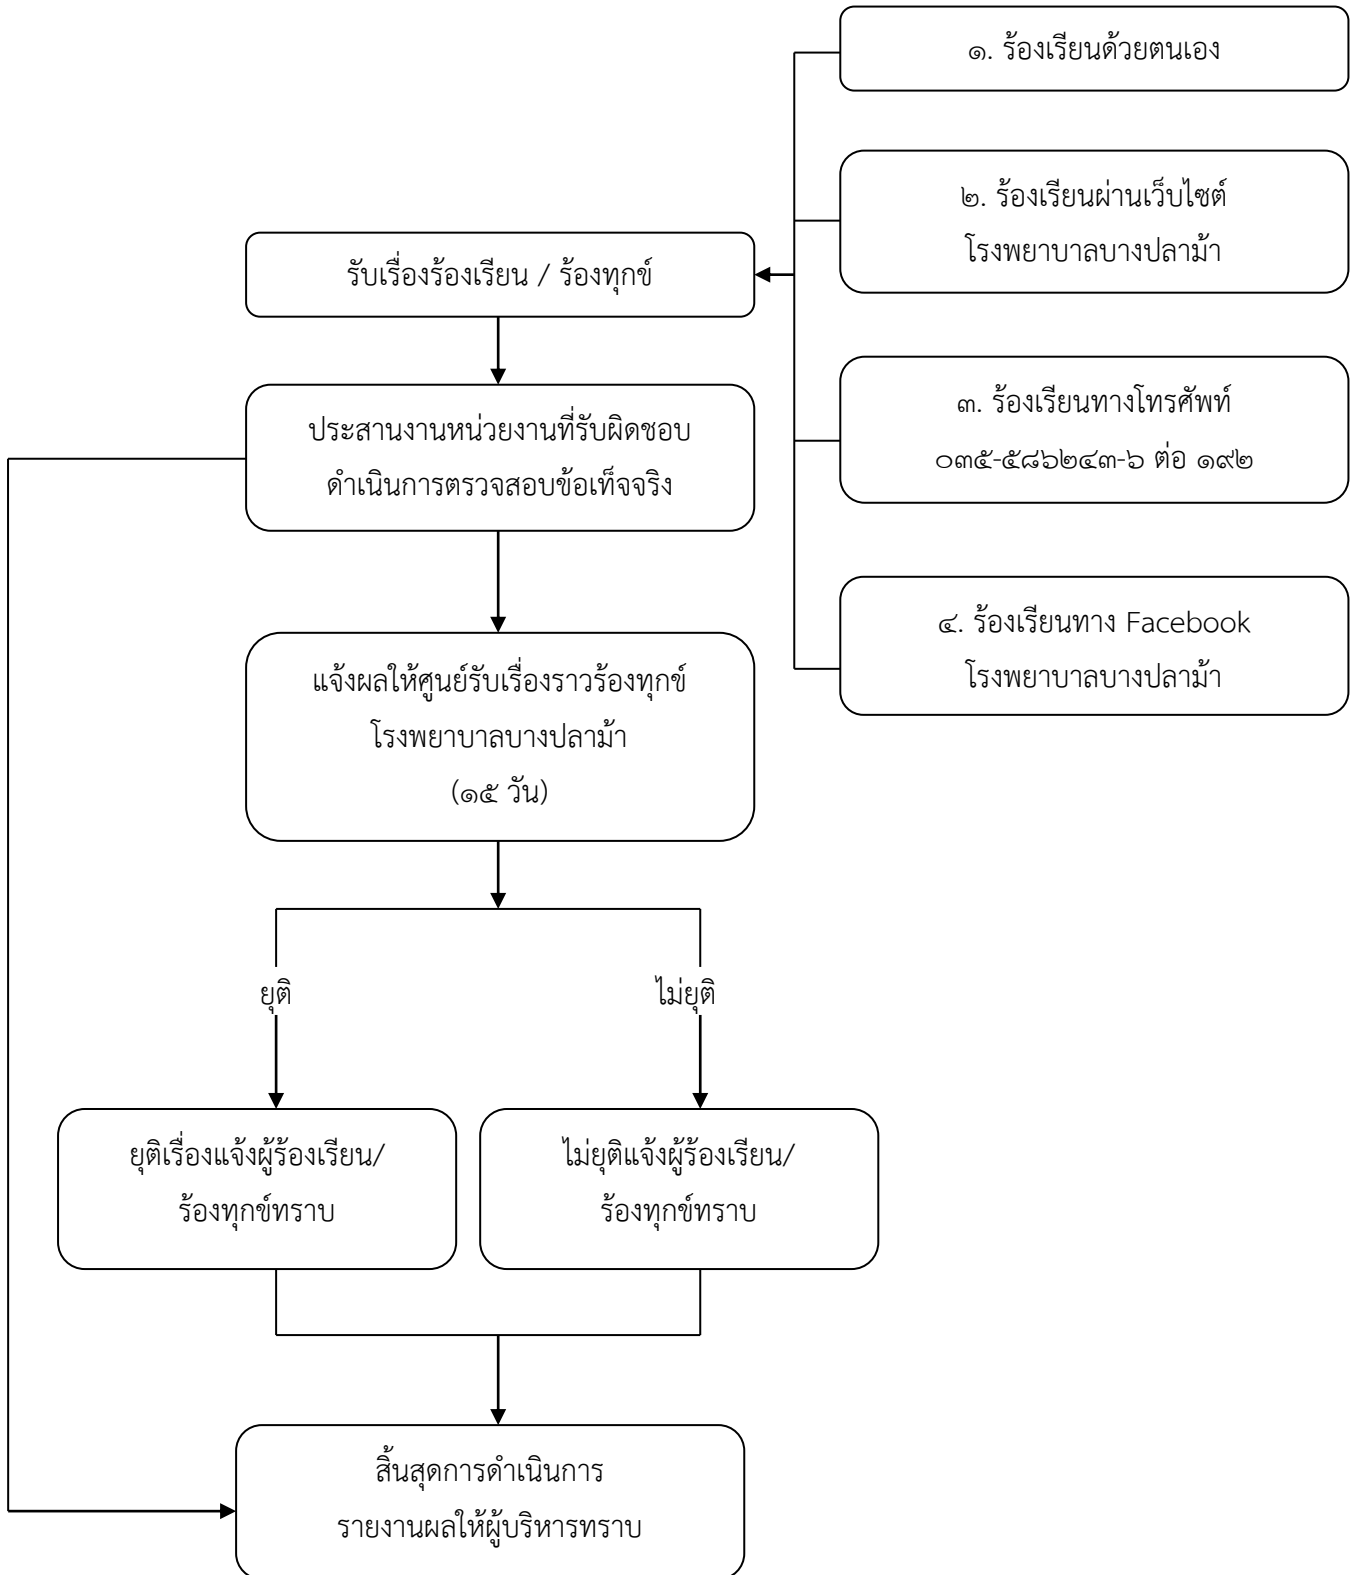 ๑. ร้องเรียนด้วยตนเอง
๒. ร้องเรียนผ่านเว็บไซต์
โรงพยาบาลบางปลาม้า
รับเรื่องร้องเรียน / ร้องทุกข์
๓. ร้องเรียนทางโทรศัพท์
๐๓๕-๕๘๖๒๔๓-๖ ต่อ ๑๙๒
ประสานงานหน่วยงานที่รับผิดชอบ
ดำเนินการตรวจสอบข้อเท็จจริง
๔. ร้องเรียนทาง Facebook
โรงพยาบาลบางปลาม้า
แจ้งผลให้ศูนย์รับเรื่องราวร้องทุกข์
โรงพยาบาลบางปลาม้า
(๑๕ วัน)
ยุติ
ไม่ยุติ
ยุติเรื่องแจ้งผู้ร้องเรียน/
ร้องทุกข์ทราบ
ไม่ยุติแจ้งผู้ร้องเรียน/
ร้องทุกข์ทราบ
สิ้นสุดการดำเนินการ
รายงานผลให้ผู้บริหารทราบ